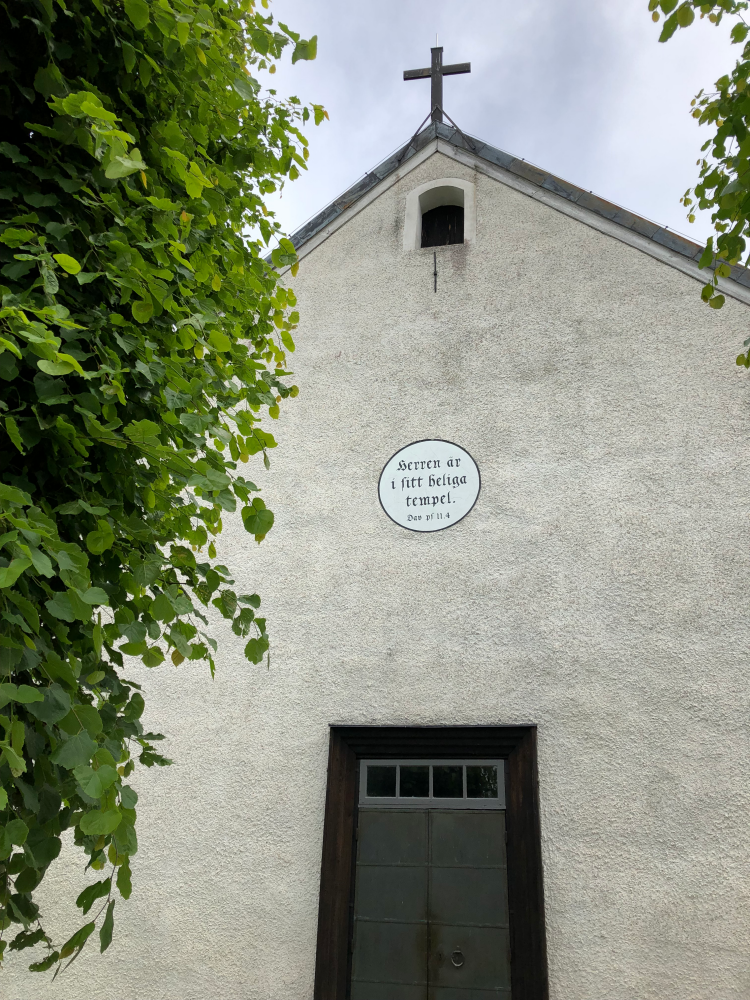 Herren är
i ſitt heliga
tempel.
Dav pſ 11.4